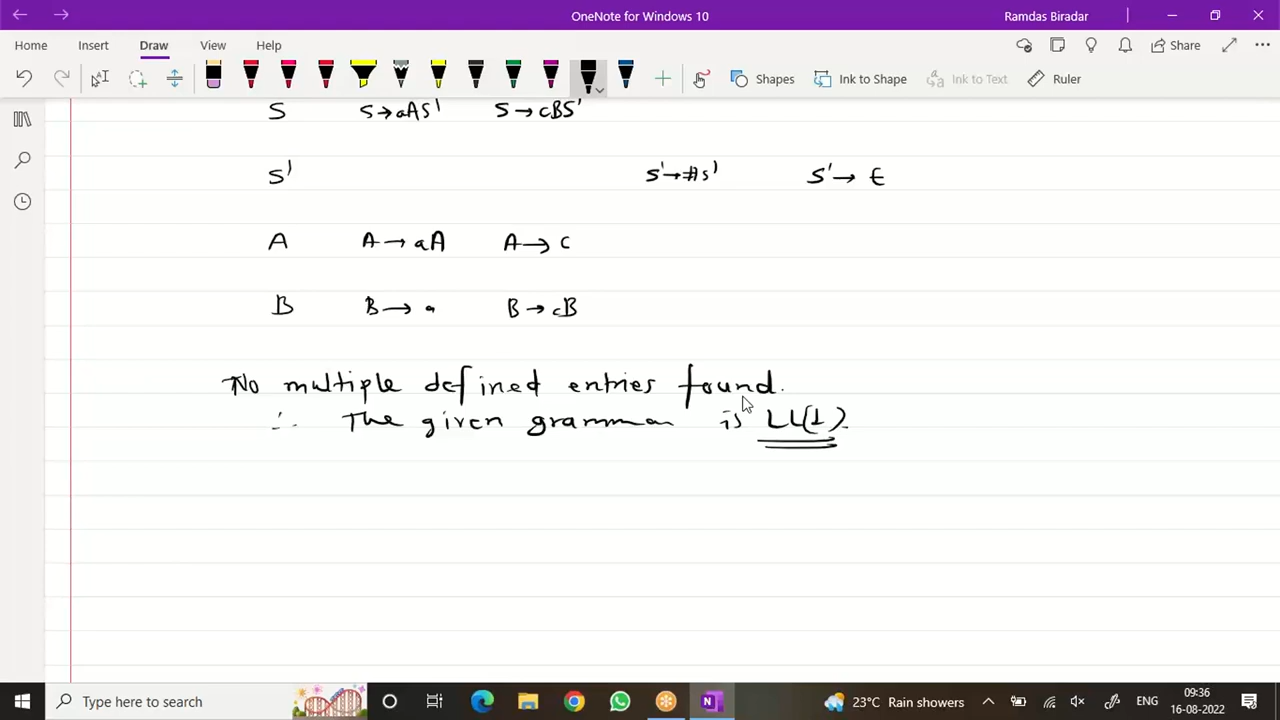 OneNote for Windows 10
Ramdas Biradar
Home Insert Draw View Help
Share
Shapes Ink to Shape Ink to Text Ruler
S S→aAS' S→cBS'
S' S'→#S' S'→ ε
A A→aA A→c
B B→a B→cB
No multiple defined entries found.
∴ The given grammar is LL(1).
Type here to search
23°C Rain showers
ENG
09:36
16-08-2022